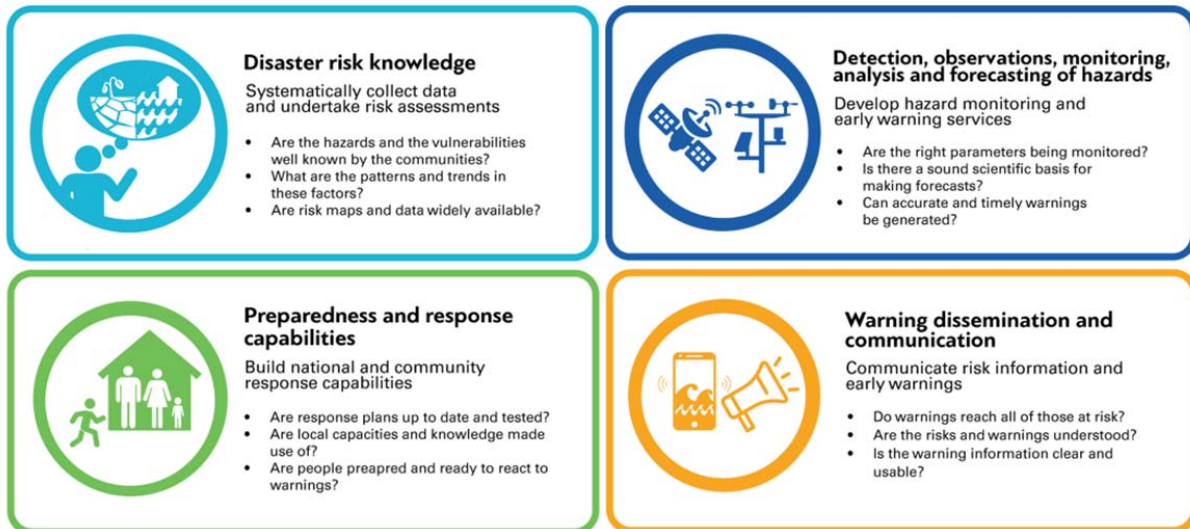 Disaster risk knowledge
Systematically collect data
and undertake risk assessments
• Are the hazards and the vulnerabilities
well known by the communities?
• What are the patterns and trends in
these factors?
• Are risk maps and data widely available?
Detection, observations, monitoring,
analysis and forecasting of hazards
Develop hazard monitoring and
early warning services
• Are the right parameters being monitored?
• Is there a sound scientific basis for
making forecasts?
• Can accurate and timely warnings
be generated?
Preparedness and response
capabilities
Build national and community
response capabilities
• Are response plans up to date and tested?
• Are local capacities and knowledge made
use of?
• Are people preapred and ready to react to
warnings?
Warning dissemination and
communication
Communicate risk information and
early warnings
• Do warnings reach all of those at risk?
• Are the risks and warnings understood?
• Is the warning information clear and
usable?